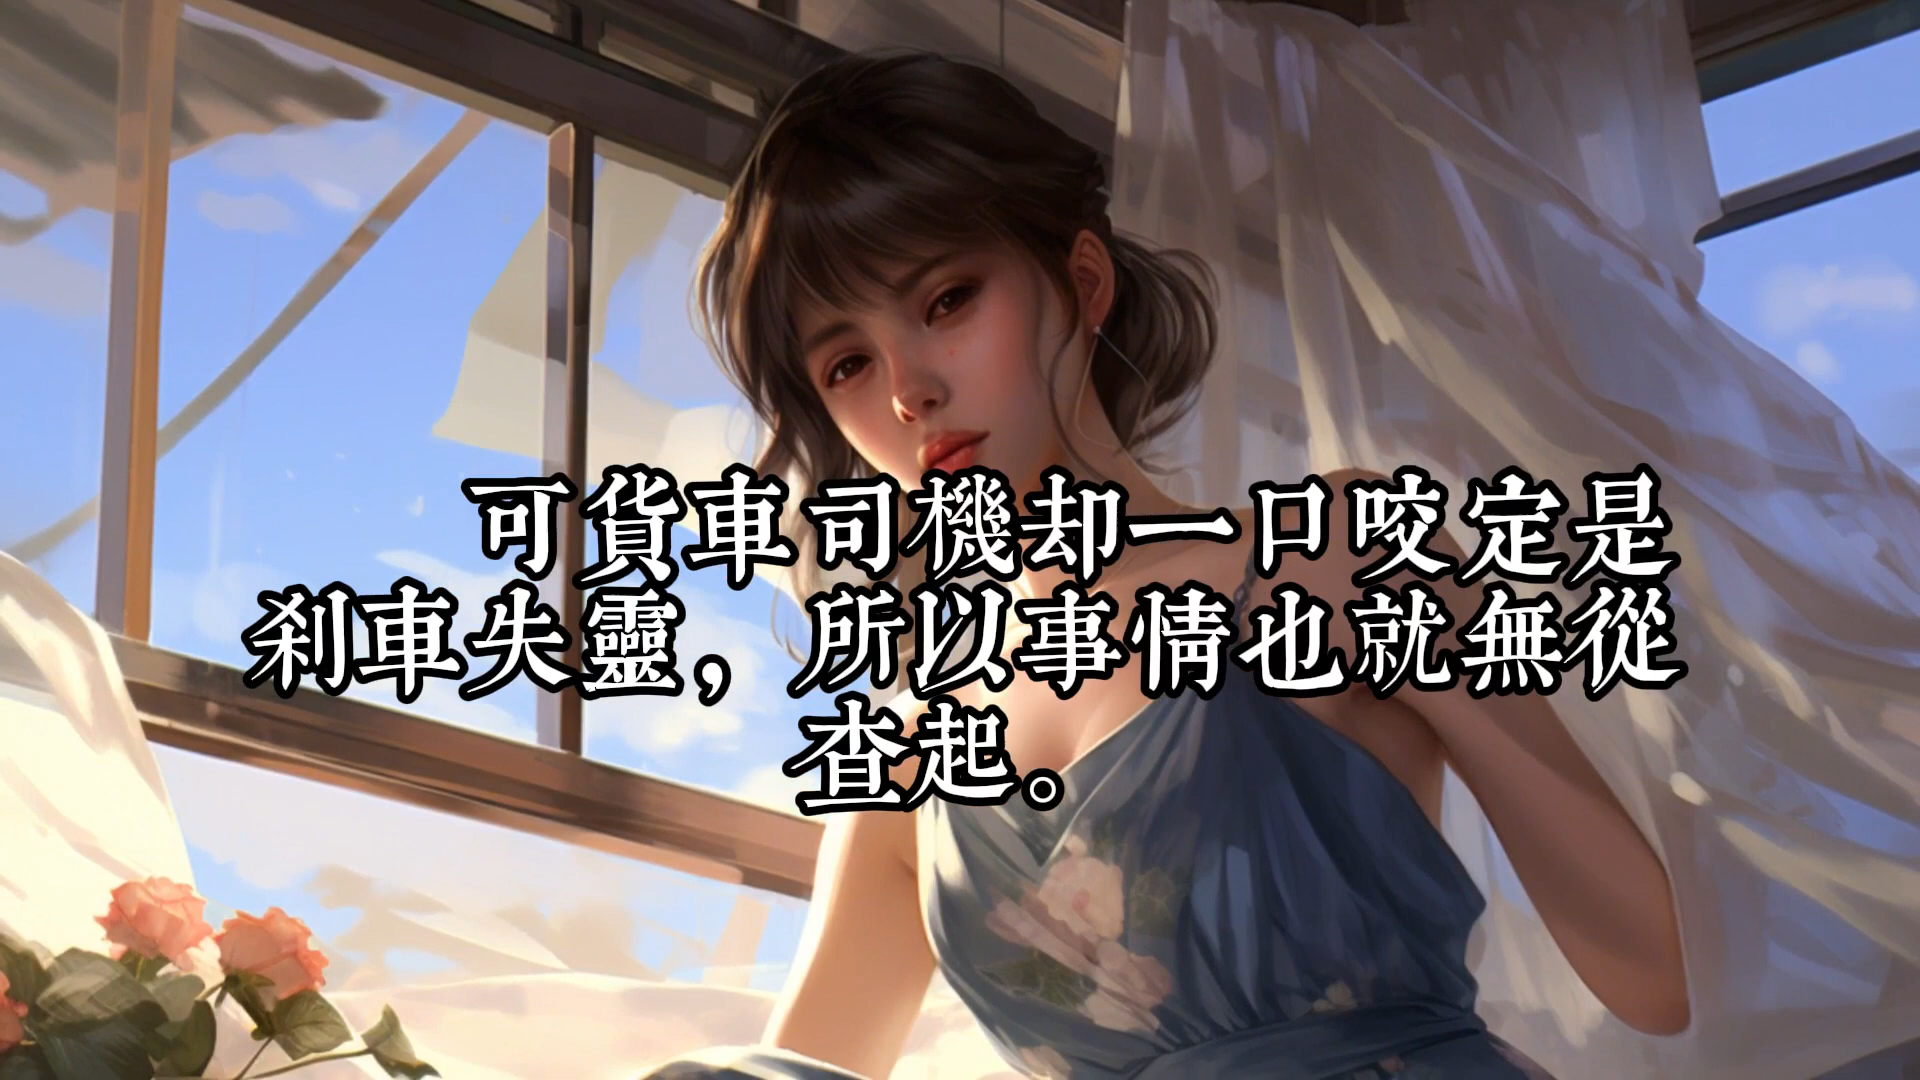 可貨車司機却一口咬定是
刹車失靈，所以事情也就無從
查起。